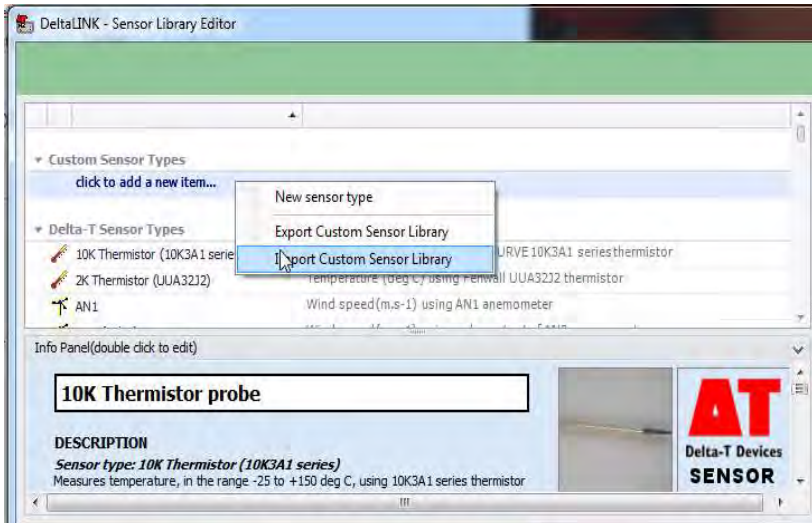 DeltaLINK - Sensor Library Editor
Custom Sensor Types
click to add a new item...
New sensor type
Export Custom Sensor Library
Import Custom Sensor Library
Delta-T Sensor Types
10K Thermistor (10K3A1 serie URVE 10K3A1 series thermistor
2K Thermistor (UUA32J2) Temperature (deg C) using Fenwall UUA32J2 thermistor
AN1 Wind speed(m.s-1) using AN1 anemometer
Info Panel(double click to edit)
10K Thermistor probe
DESCRIPTION
Sensor type: 10K Thermistor (10K3A1 series)
Measures temperature, in the range -25 to +150 deg C, using 10K3A1 series thermistor
ΔT
Delta-T Devices
SENSOR